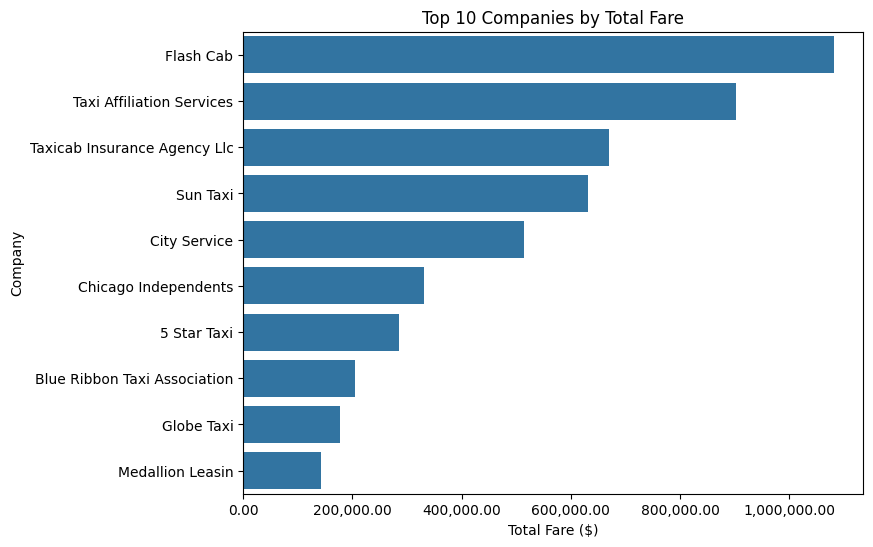 Top 10 Companies by Total Fare
Company
Flash Cab
Taxi Affiliation Services
Taxicab Insurance Agency Llc
Sun Taxi
City Service
Chicago Independents
5 Star Taxi
Blue Ribbon Taxi Association
Globe Taxi
Medallion Leasin
0.00 200,000.00 400,000.00 600,000.00 800,000.00 1,000,000.00
Total Fare ($)